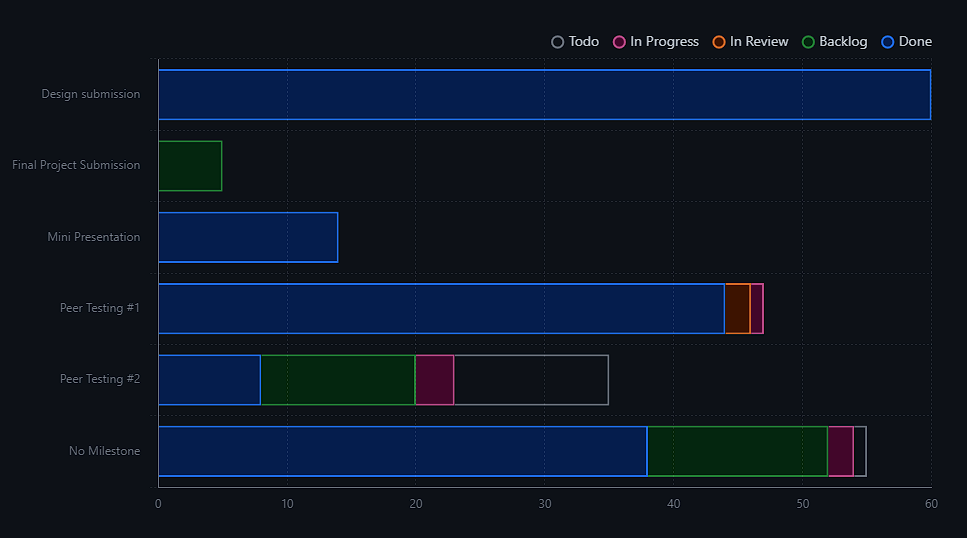 Todo In Progress In Review Backlog Done
Design submission
Final Project Submission
Mini Presentation
Peer Testing #1
Peer Testing #2
No Milestone
0 10 20 30 40 50 60